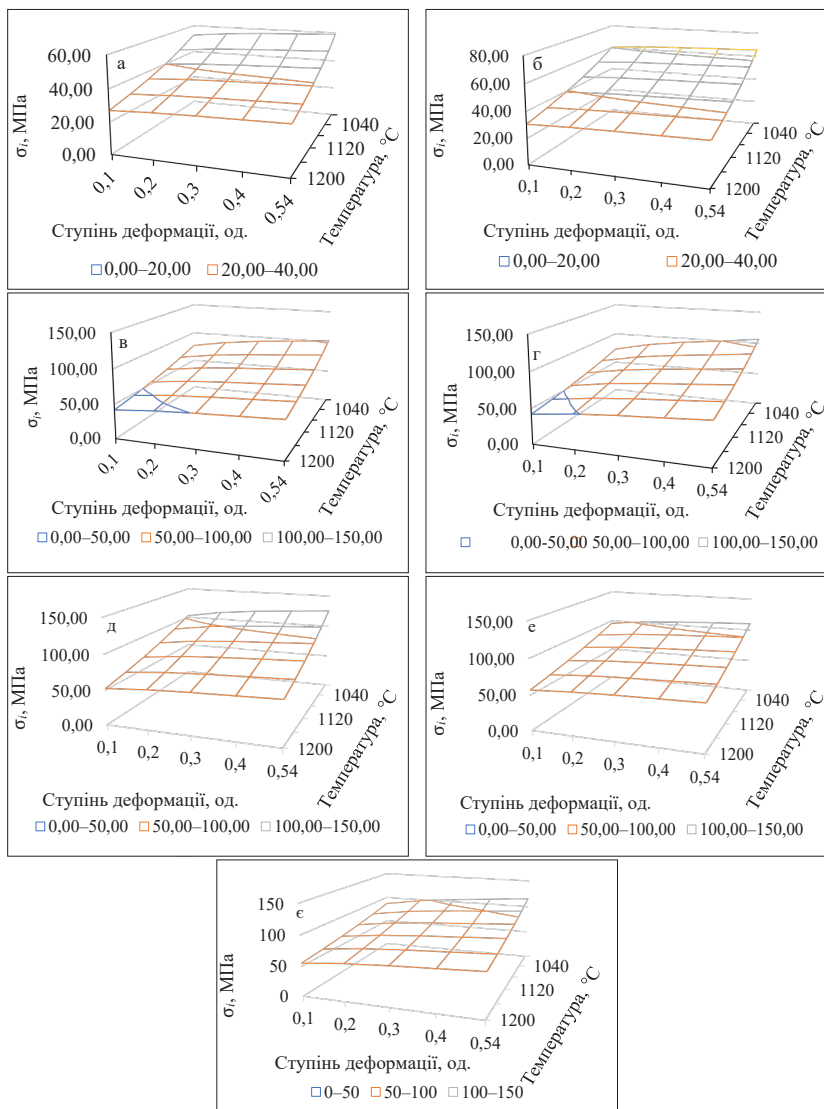 60,00
40,00
20,00
0,00
σi, МПа
а
0,1
0,2
0,3
0,4
0,54
1040
1120
1200
Температура, °C
Ступінь деформації, од.
0,00–20,00 20,00–40,00
80,00
60,00
40,00
20,00
0,00
σi, МПа
б
0,1
0,2
0,3
0,4
0,54
1040
1120
1200
Температура, °C
Ступінь деформації, од.
0,00–20,00 20,00–40,00
150,00
100,00
50,00
0,00
σi, МПа
в
0,1
0,2
0,3
0,4
0,54
1040
1120
1200
Температура, °C
Ступінь деформації, од.
0,00–50,00 50,00–100,00 100,00–150,00
150,00
100,00
50,00
0,00
σi, МПа
г
0,1
0,2
0,3
0,4
0,54
1040
1120
1200
Температура, °C
Ступінь деформації, од.
0,00-50,00 50,00–100,00 100,00–150,00
150,00
100,00
50,00
0,00
σi, МПа
д
0,1
0,2
0,3
0,4
0,54
1040
1120
1200
Температура, °C
Ступінь деформації, од.
0,00–50,00 50,00–100,00 100,00–150,00
150,00
100,00
50,00
0,00
σi, МПа
е
0,1
0,2
0,3
0,4
0,54
1040
1120
1200
Температура, °C
Ступінь деформації, од.
0,00–50,00 50,00–100,00 100,00–150,00
150
100
50
0
σi, МПа
є
0,1
0,2
0,3
0,4
0,54
1040
1120
1200
Температура, °C
Ступінь деформації, од.
0–50 50–100 100–150